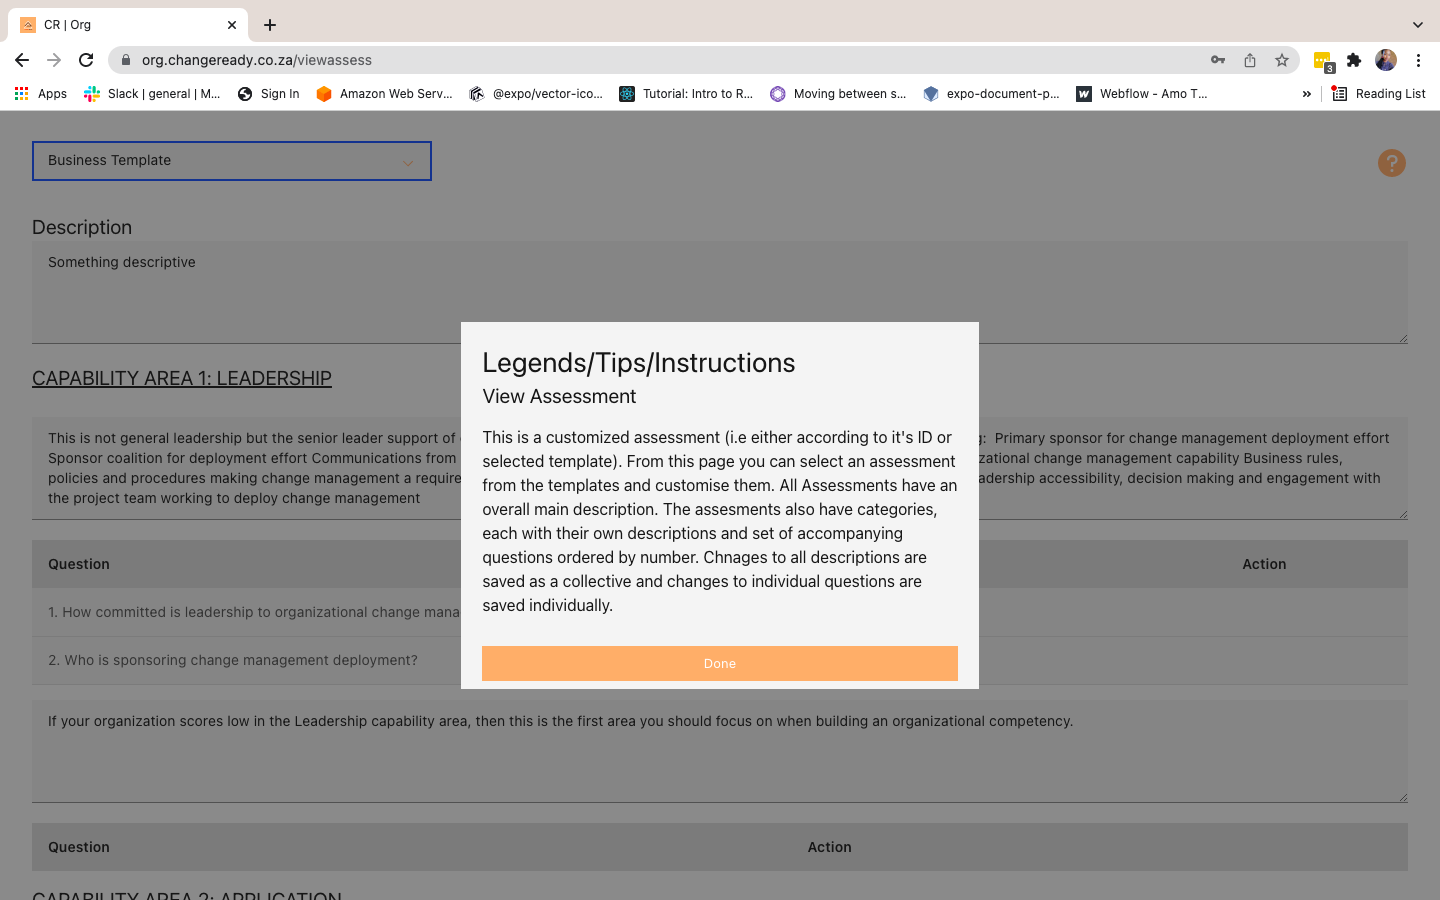 CR | Org
org.changeready.co.za/viewassess
3
Apps
Slack | general | M...
Sign In
Amazon Web Serv...
@expo/vector-ico...
Tutorial: Intro to R...
Moving between s...
expo-document-p...
Webflow - Amo T...
»
Reading List
Business Template
?
Description
Something descriptive
CAPABILITY AREA 1: LEADERSHIP
This is not general leadership but the senior leader support of
: Primary sponsor for change management deployment effort
Sponsor coalition for deployment effort Communications from
change management capability Business rules,
policies and procedures making change management a
accessibility, decision making and engagement with
the project team working to deploy change management
Legends/Tips/Instructions
View Assessment
This is a customized assessment (i.e either according to it's ID or
selected template). From this page you can select an assessment
from the templates and customise them. All Assessments have an
overall main description. The assesments also have categories,
each with their own descriptions and set of accompanying
questions ordered by number. Chnages to all descriptions are
saved as a collective and changes to individual questions are
saved individually.
Done
Question
Action
1. How committed is leadership to organizational change
2. Who is sponsoring change management deployment?
If your organization scores low in the Leadership capability area, then this is the first area you should focus on when building an organizational competency.
Question
Action
CAPABILITY AREA 2: APPLICATION